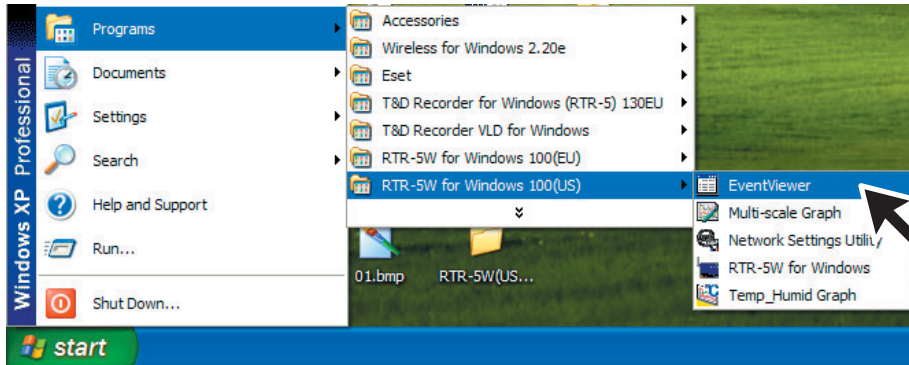 Windows XP Professional
Programs
Documents
Settings
Search
Help and Support
Run...
Shut Down...
start
Accessories
Wireless for Windows 2.20e
Eset
T&D Recorder for Windows (RTR-5) 130EU
T&D Recorder VLD for Windows
RTR-5W for Windows 100(EU)
RTR-5W for Windows 100(US)
EventViewer
Multi-scale Graph
Network Settings Utility
RTR-5W for Windows
Temp_Humid Graph
01.bmp
RTR-5W(US...